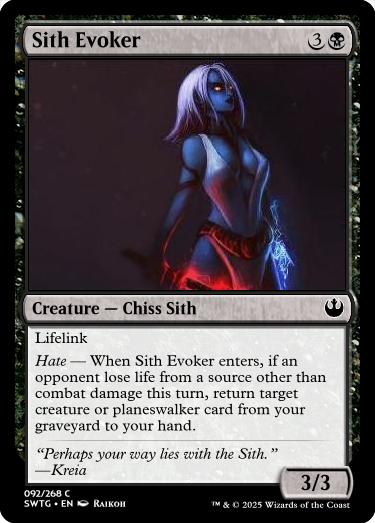 Sith Evoker 3
Creature — Chiss Sith
Lifelink
Hate — When Sith Evoker enters, if an
opponent lose life from a source other than
combat damage this turn, return target
creature or planeswalker card from your
graveyard to your hand.
"Perhaps your way lies with the Sith."
—Kreia
3/3
092/268 C
SWTG • EN Raikoh
™ & © 2025 Wizards of the Coast